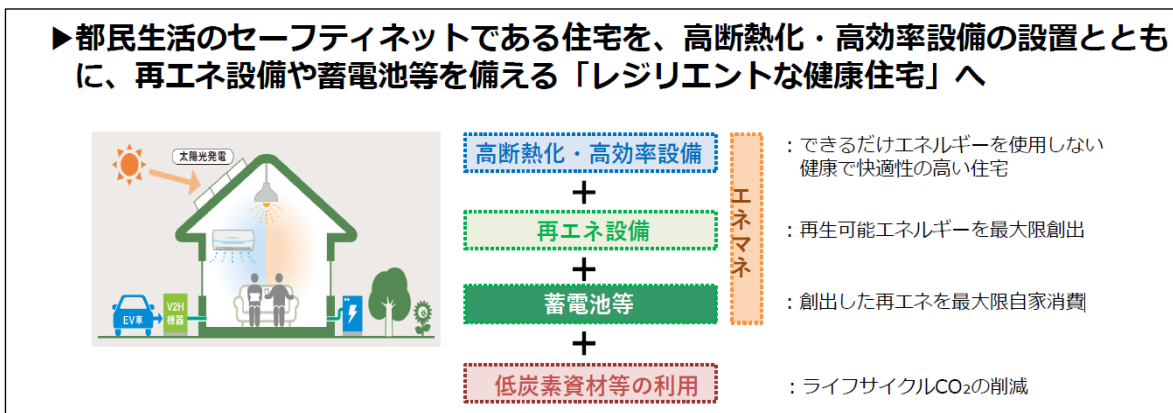 ▶都民生活のセーフティネットである住宅を、高断熱化・高効率設備の設置ととも
に、再エネ設備や蓄電池等を備える「レジリエントな健康住宅」へ
太陽光発電
EV車
V2H
機器
高断熱化・高効率設備
+
再エネ設備
+
蓄電池等
+
低炭素資材等の利用
エネマネ
：できるだけエネルギーを使用しない
健康で快適性の高い住宅
：再生可能エネルギーを最大限創出
：創出した再エネを最大限自家消費
：ライフサイクルCO₂の削減